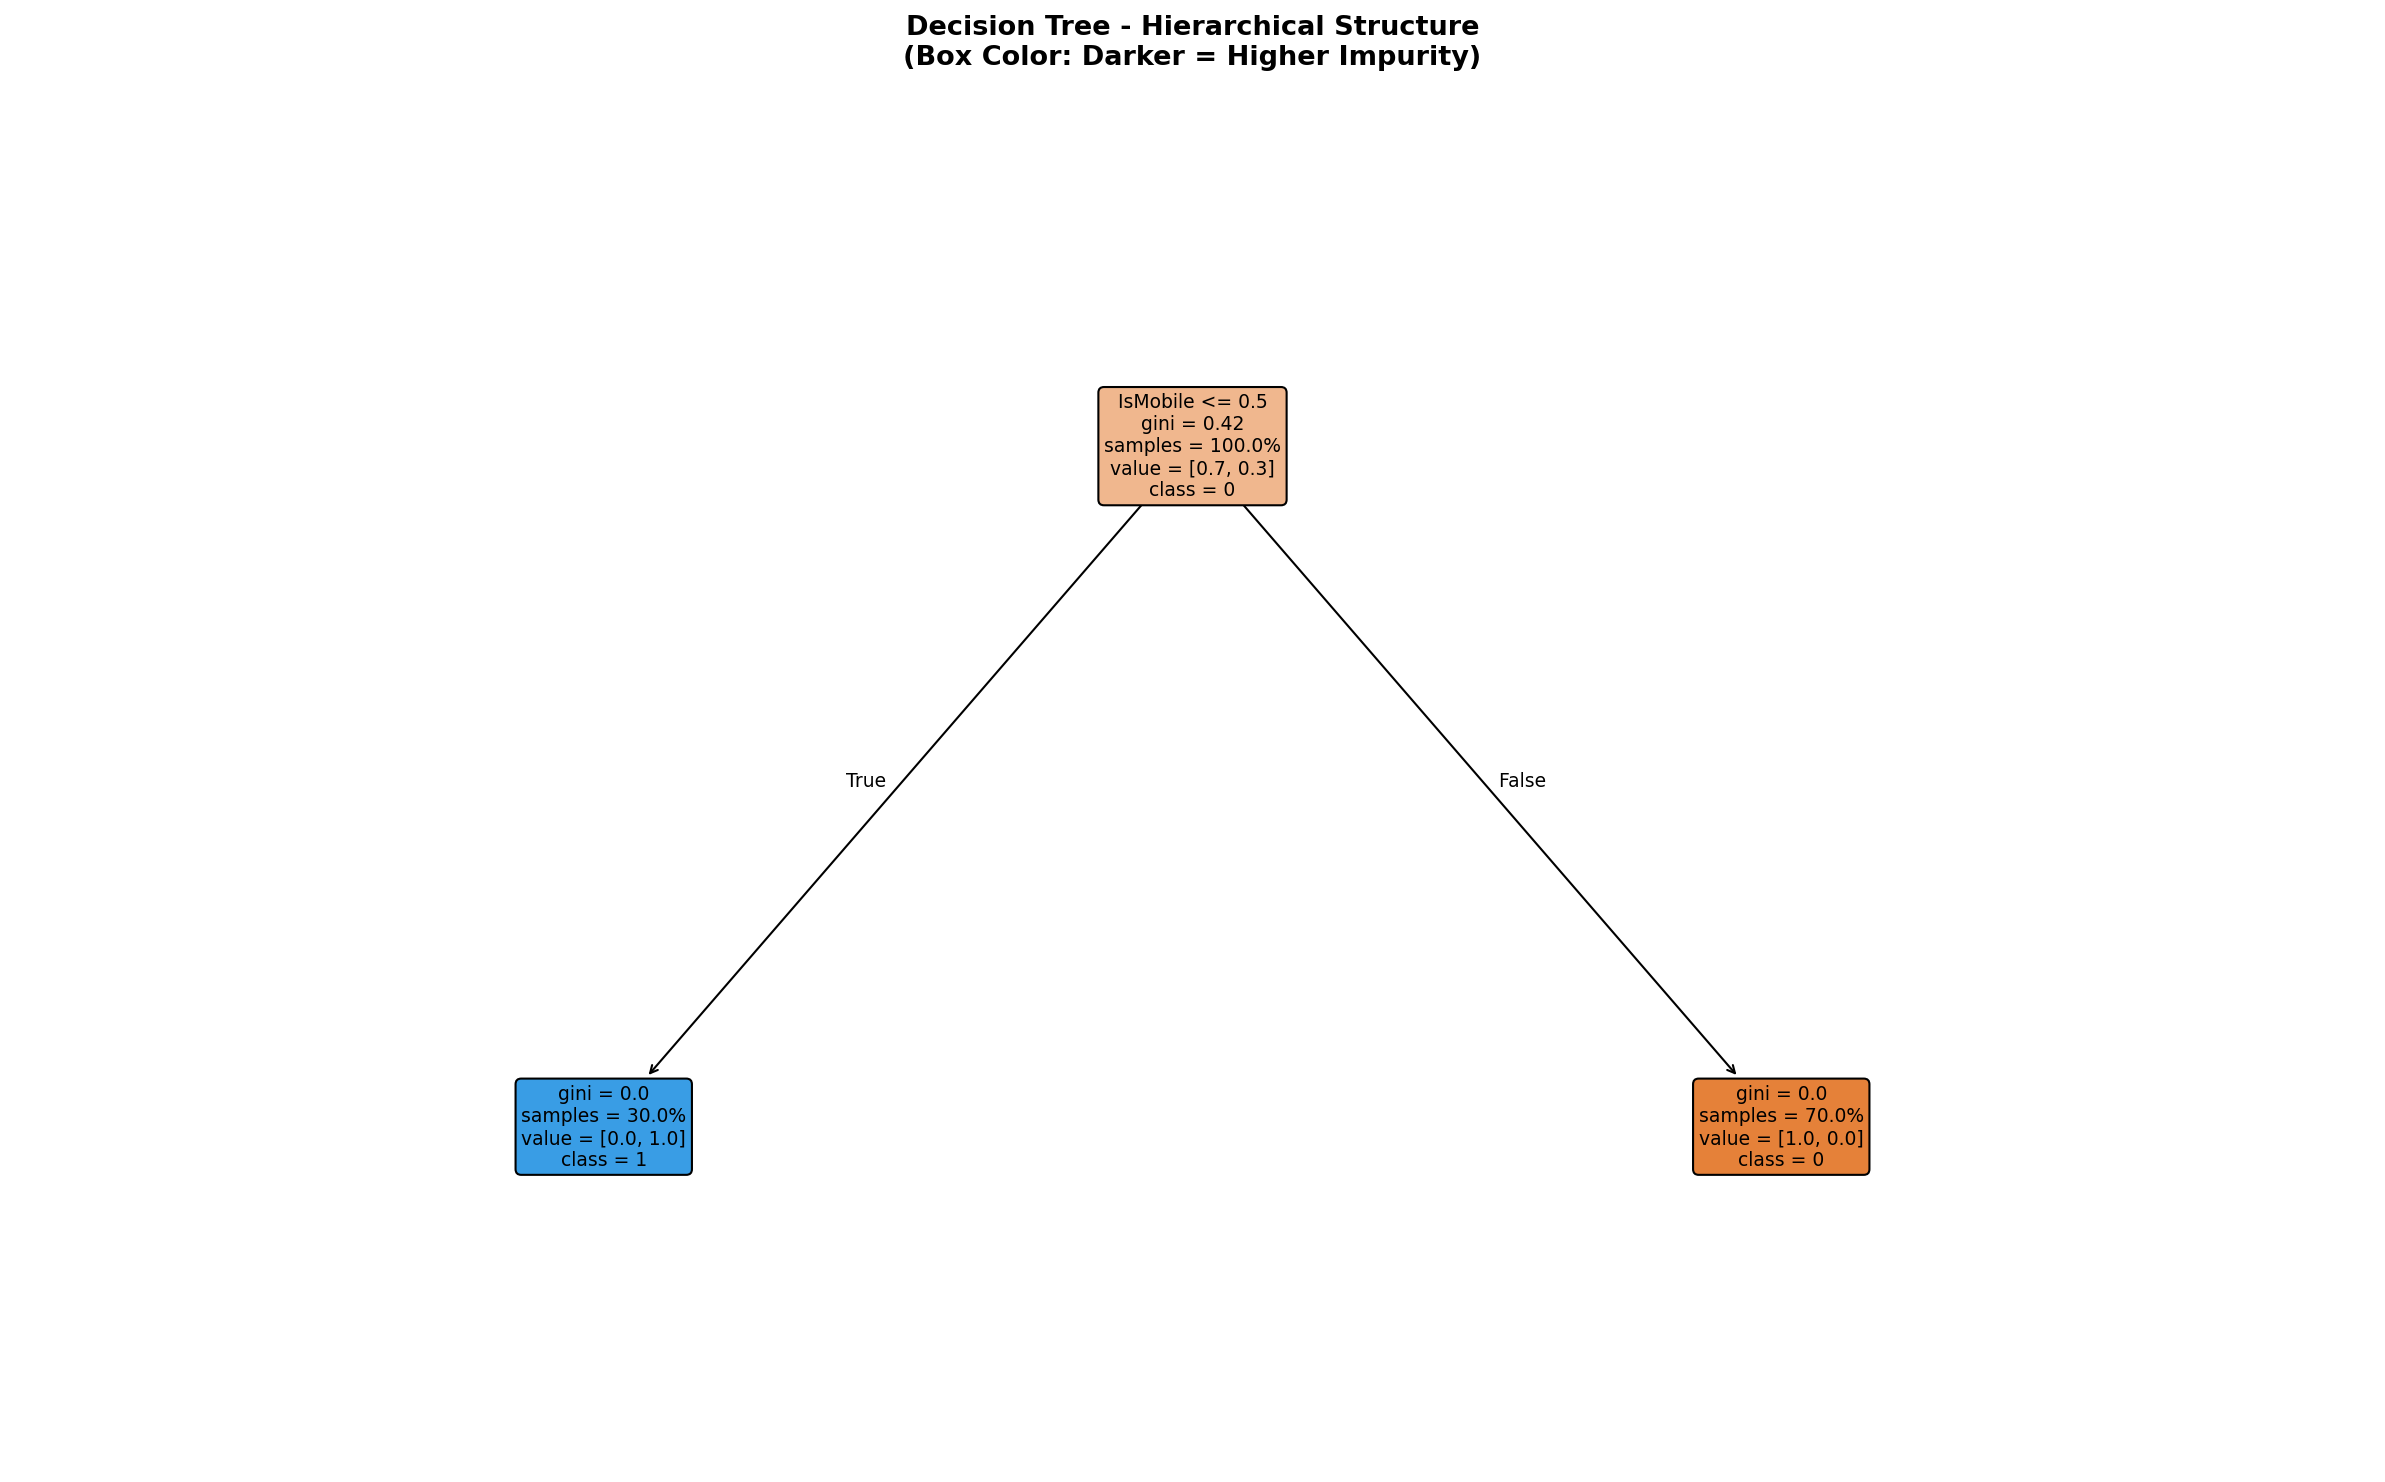 Decision Tree - Hierarchical Structure
(Box Color: Darker = Higher Impurity)
IsMobile <= 0.5
gini = 0.42
samples = 100.0%
value = [0.7, 0.3]
class = 0
True
False
gini = 0.0
samples = 30.0%
value = [0.0, 1.0]
class = 1
gini = 0.0
samples = 70.0%
value = [1.0, 0.0]
class = 0